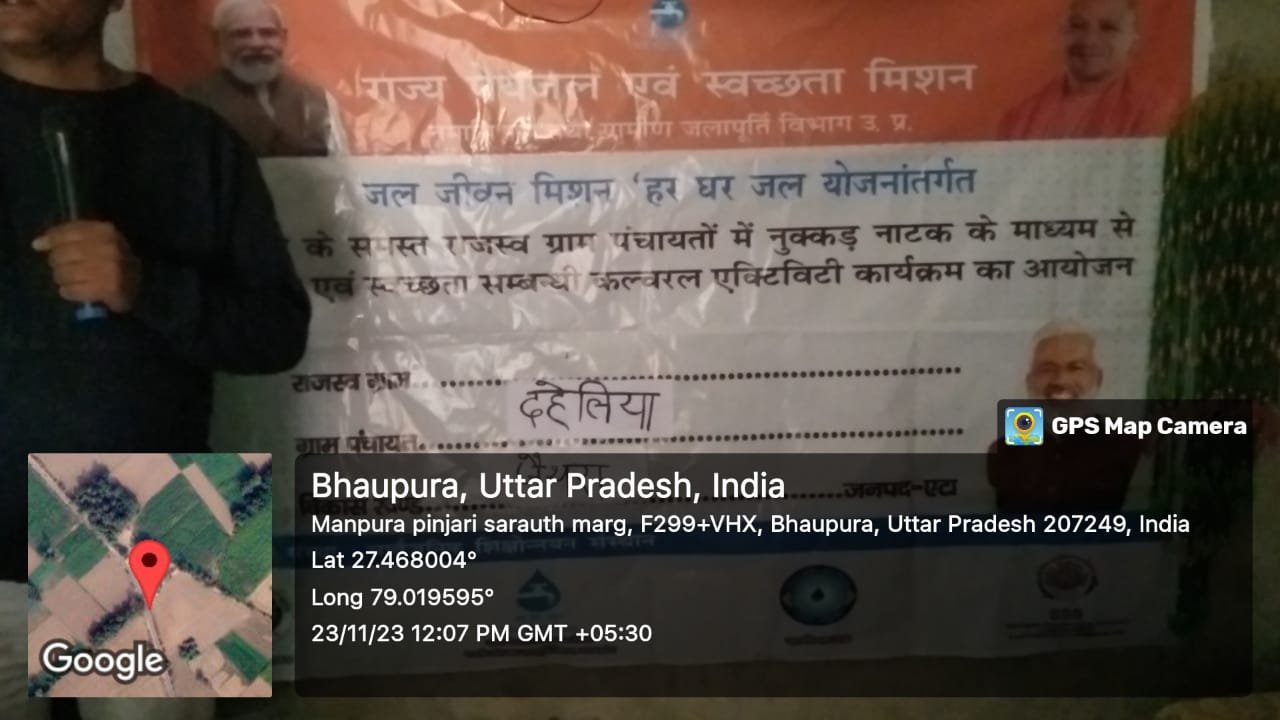 राज्य पेयजल एवं स्वच्छता मिशन
ग्रामीण जलापूर्ति विभाग उ. प्र.
जल जीवन मिशन 'हर घर जल योजनांतर्गत
के समस्त राजस्व ग्राम पंचायतों में नुक्कड़ नाटक के माध्यम से
एवं स्वच्छता सम्बन्धी कल्चरल एक्टिविटी कार्यक्रम का आयोजन
राजस्व ग्राम
दहेलिया
ग्राम पंचायत
विकास खण्ड जनपद-एटा
GPS Map Camera
Bhaupura, Uttar Pradesh, India
Manpura pinjari sarauth marg, F299+VHX, Bhaupura, Uttar Pradesh 207249, India
Lat 27.468004°
Long 79.019595°
23/11/23 12:07 PM GMT +05:30
Google